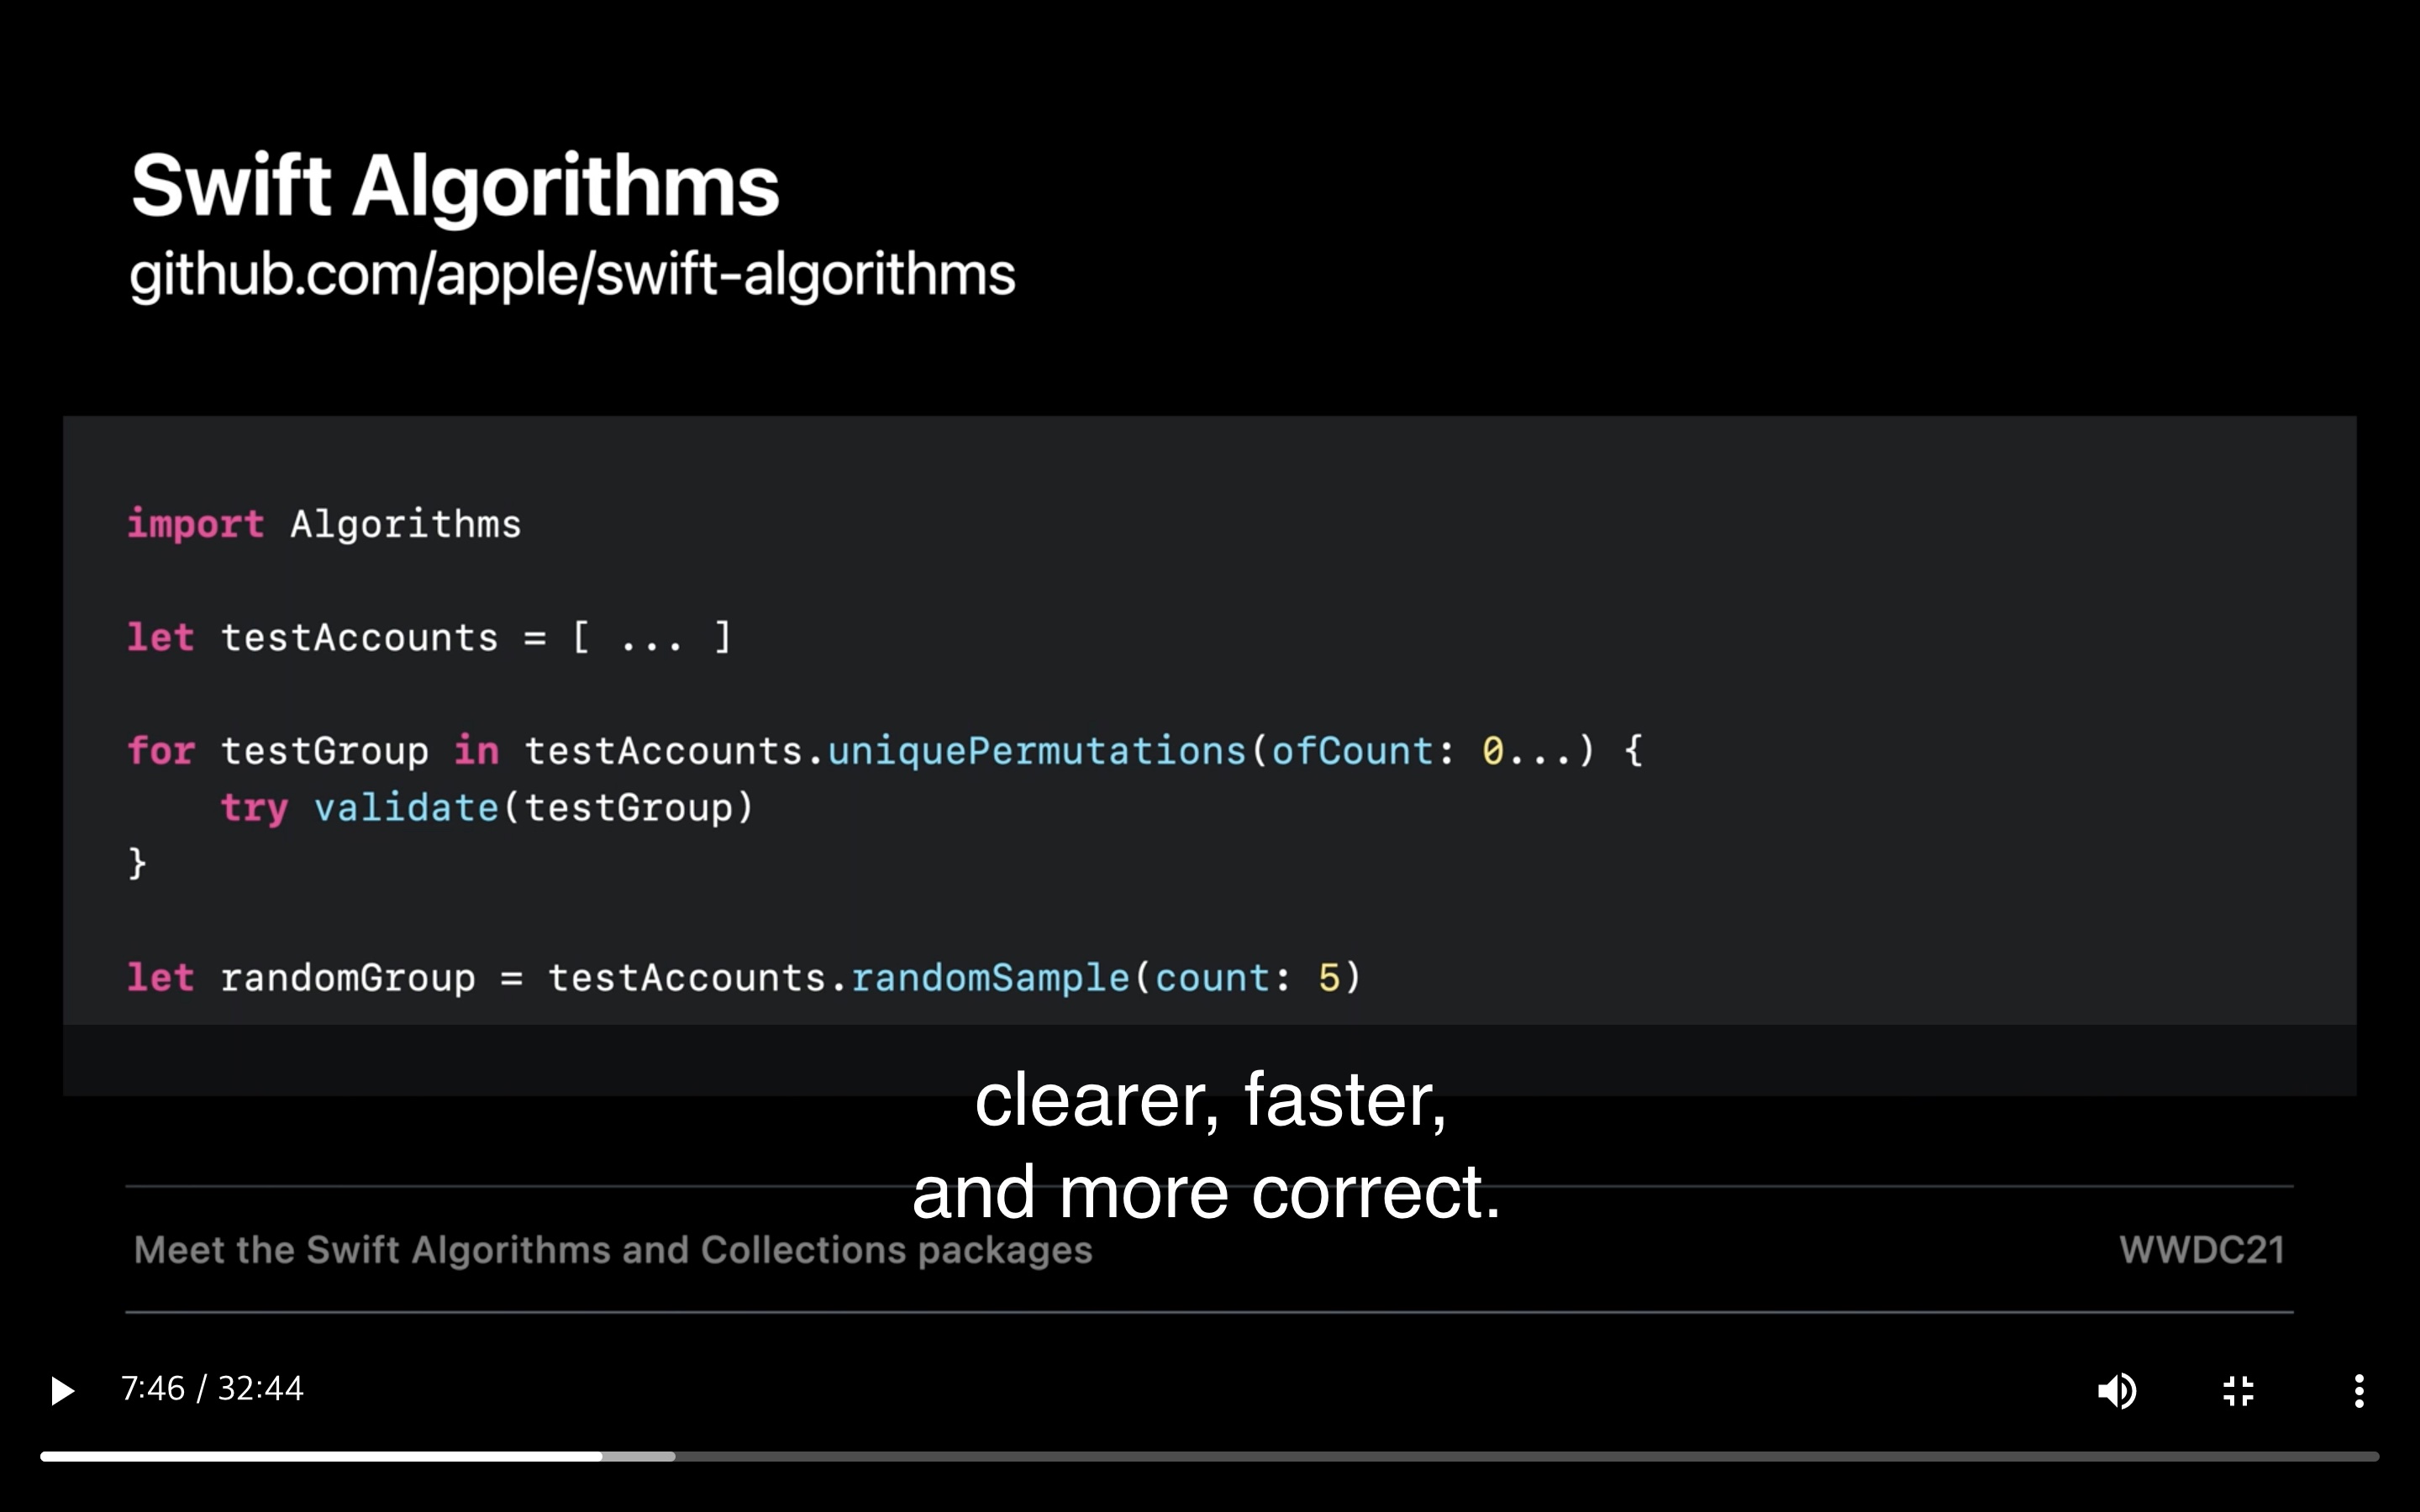 Swift Algorithms
github.com/apple/swift-algorithms
import Algorithms
let testAccounts = [ ... ]
for testGroup in testAccounts.uniquePermutations(ofCount: 0...) {
    try validate(testGroup)
}
let randomGroup = testAccounts.randomSample(count: 5)
clearer, faster,
and more correct.
Meet the Swift Algorithms and Collections packages WWDC21
7:46 / 32:44